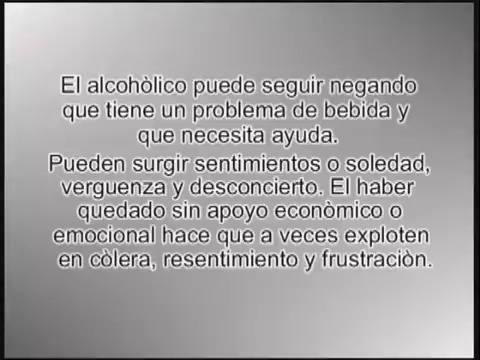 El alcohòlico puede seguir negando
que tiene un problema de bebida y
que necesita ayuda.
Pueden surgir sentimientos o soledad,
verguenza y desconcierto. El haber
quedado sin apoyo econòmico o
emocional hace que a veces exploten
en còlera, resentimiento y frustraciòn.